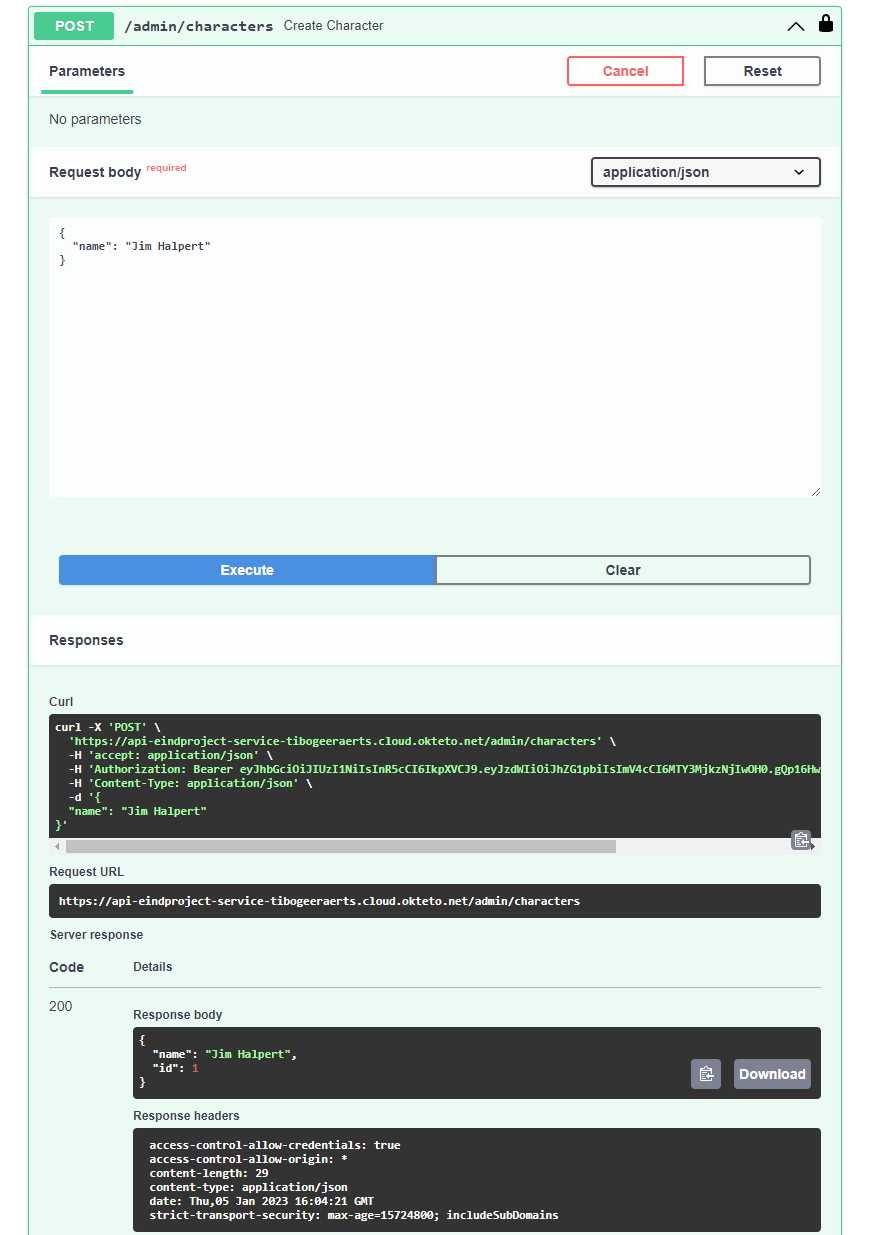 POST /admin/characters Create Character
Parameters Cancel Reset
No parameters
Request body required application/json
{
  "name": "Jim Halpert"
}
Execute Clear
Responses
Curl
curl -X 'POST' \
  'https://api-eindproject-service-tibogeeraerts.cloud.okteto.net/admin/characters' \
  -H 'accept: application/json' \
  -H 'Authorization: Bearer eyJhbGciOiJIUzI1NiIsInR5cCI6IkpXVCJ9.eyJzdWIiOiJhZG1pbiIsImV4cCI6MTY3MjkzNjIwOH0.gQp16Hw
  -H 'Content-Type: application/json' \
  -d '{
  "name": "Jim Halpert"
}'
Request URL
https://api-eindproject-service-tibogeeraerts.cloud.okteto.net/admin/characters
Server response
Code Details
200
Response body
{
  "name": "Jim Halpert",
  "id": 1
}
Download
Response headers
access-control-allow-credentials: true
access-control-allow-origin: *
content-length: 29
content-type: application/json
date: Thu,05 Jan 2023 16:04:21 GMT
strict-transport-security: max-age=15724800; includeSubDomains